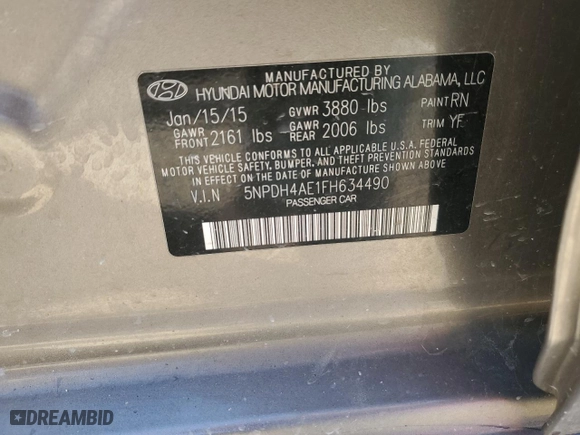 MANUFACTURED BY
HYUNDAI MOTOR MANUFACTURING ALABAMA, LLC
Jan/15/15 GVWR 3880 lbs PAINT RN
GAWR FRONT 2161 lbs GAWR REAR 2006 lbs TRIM YF
THIS VEHICLE CONFORMS TO ALL APPLICABLE U.S.A. FEDERAL
MOTOR VEHICLE SAFETY, BUMPER, AND THEFT PREVENTION
STANDARDS IN EFFECT ON THE DATE OF MANUFACTURE SHOWN ABOVE.
V.I.N 5NPDH4AE1FH634490
PASSENGER CAR
DREAMBID